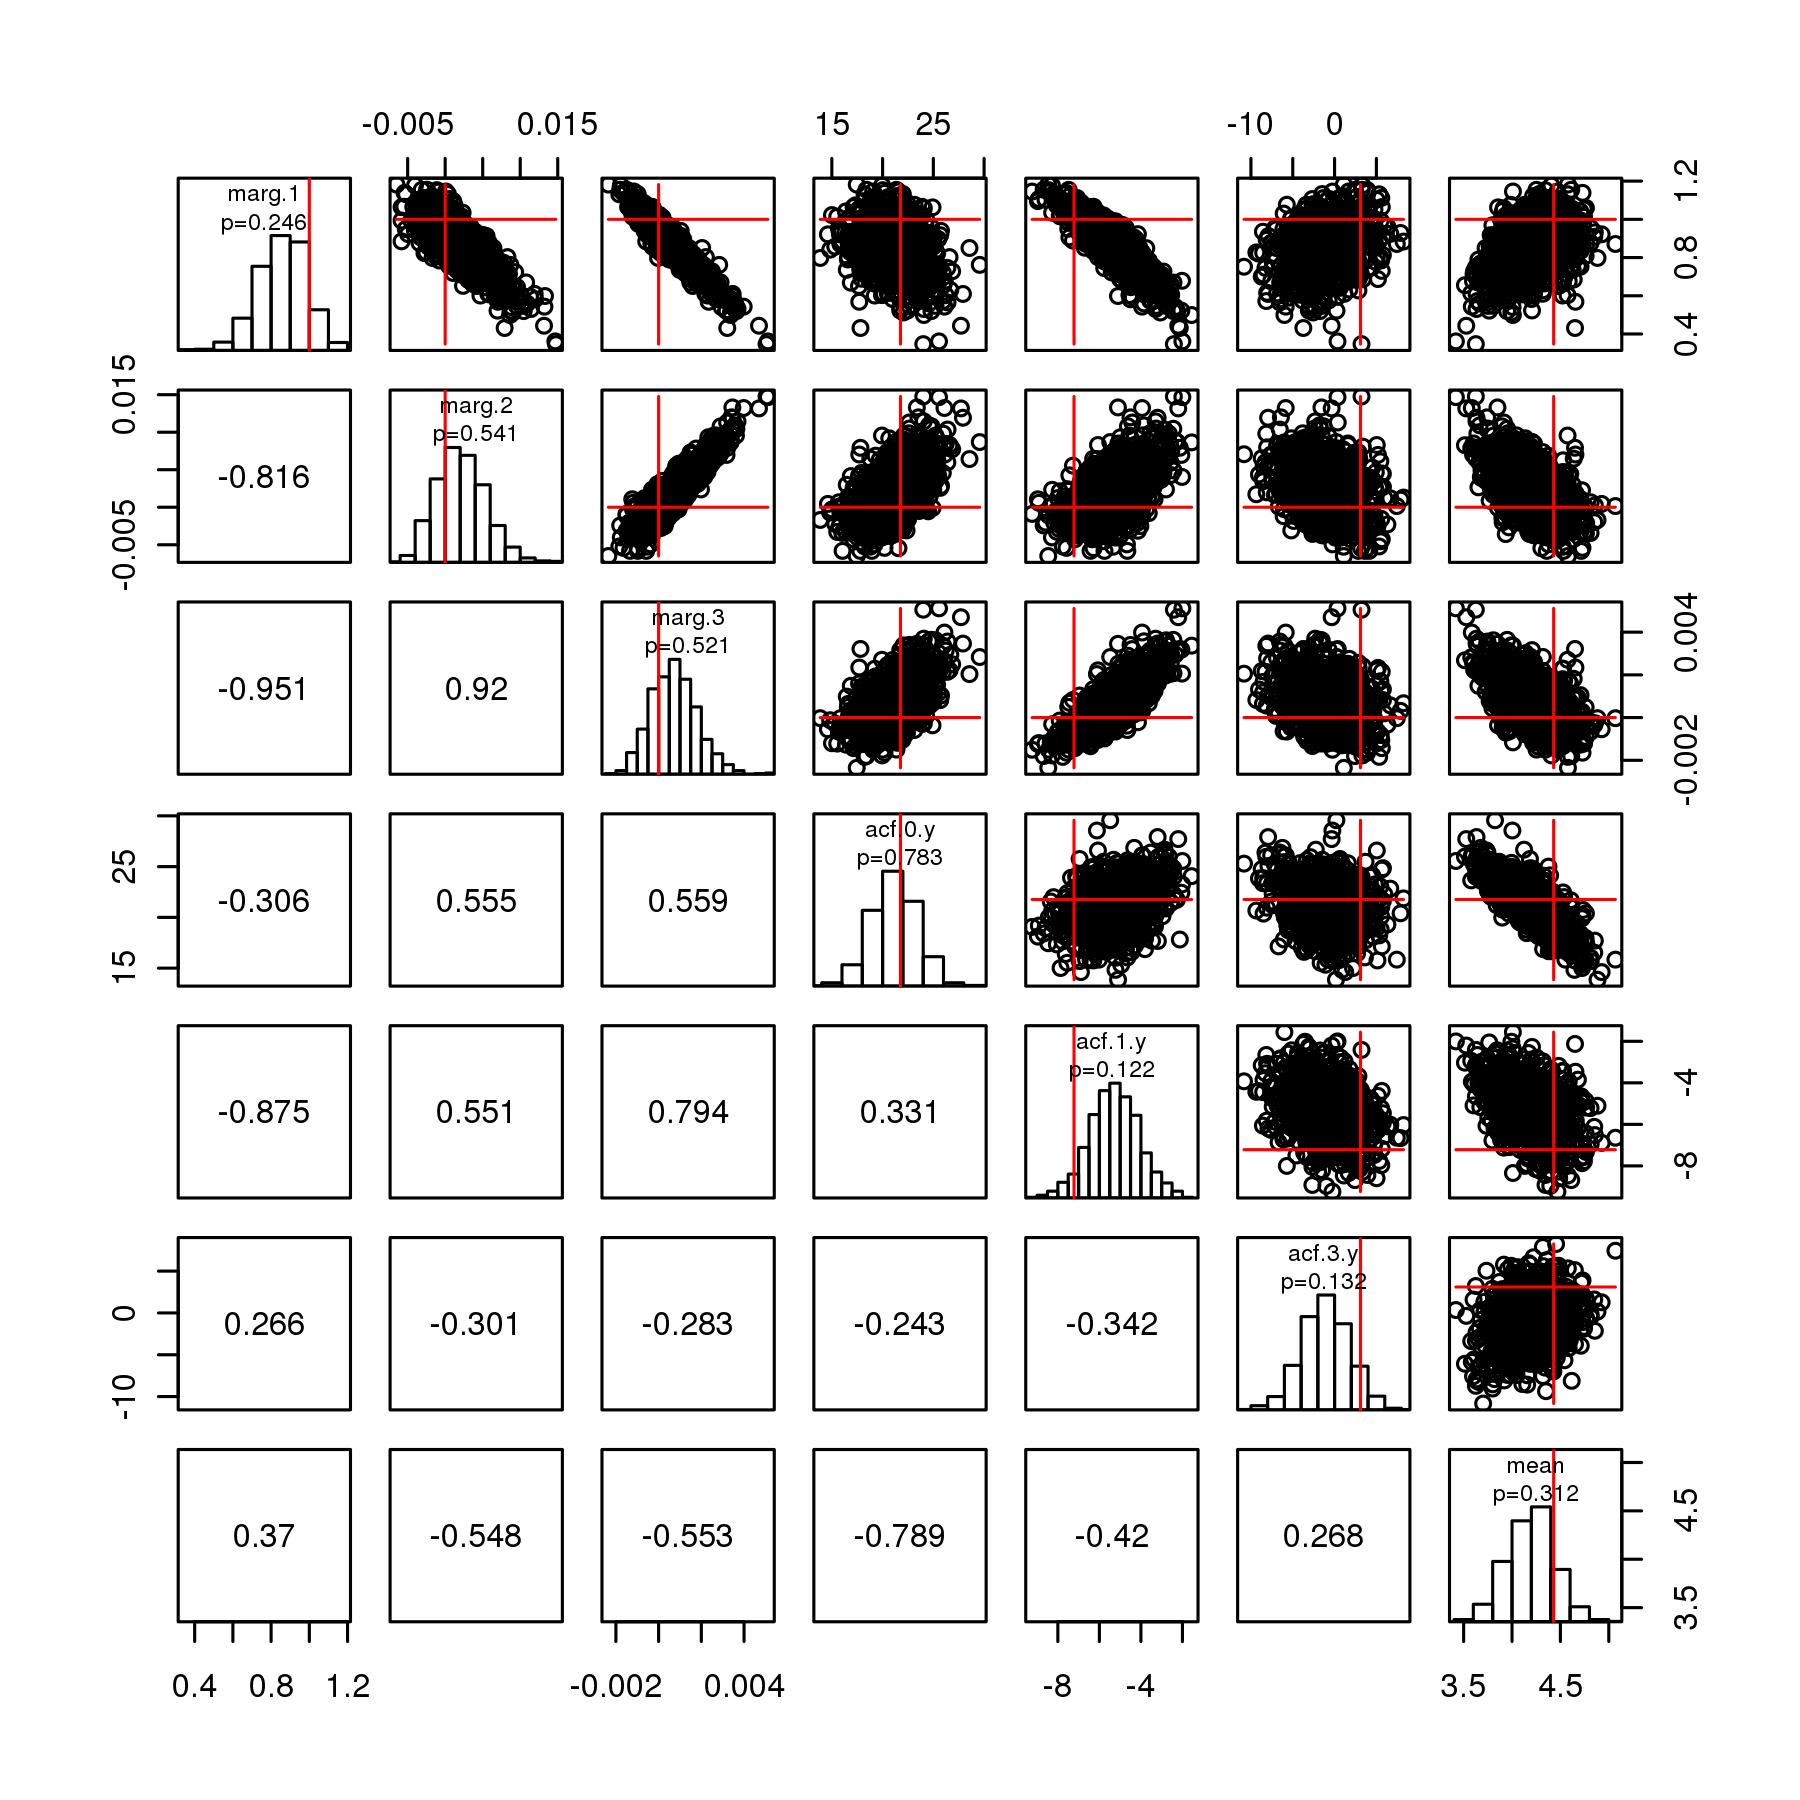 -0.005 0.015 15 25 -10 0
marg.1
p=0.246
0.4 0.8 1.2
-0.005 0.015
-0.816
marg.2
p=0.541
-0.951 0.92
marg.3
p=0.521
-0.002 0.004
15 25
-0.306 0.555 0.559
acf.0.y
p=0.783
-0.875 0.551 0.794 0.331
acf.1.y
p=0.122
-8 -4
-10 0
0.266 -0.301 -0.283 -0.243 -0.342
acf.3.y
p=0.132
0.37 -0.548 -0.553 -0.789 -0.42 0.268
mean
p=0.312
3.5 4.5
0.4 0.8 1.2 -0.002 0.004 -8 -4 3.5 4.5